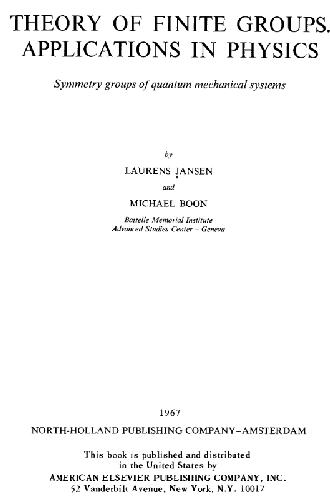 THEORY OF FINITE GROUPS.
APPLICATIONS IN PHYSICS
Symmetry groups of quantum mechanical systems
by
LAURENS JANSEN
and
MICHAEL BOON
Battelle Memorial Institute
Advanced Studies Center – Geneva
1967
NORTH-HOLLAND PUBLISHING COMPANY–AMSTERDAM
This book is published and distributed
in the United States by
AMERICAN ELSEVIER PUBLISHING COMPANY, INC.
52 Vanderbilt Avenue, New York, N.Y. 10017